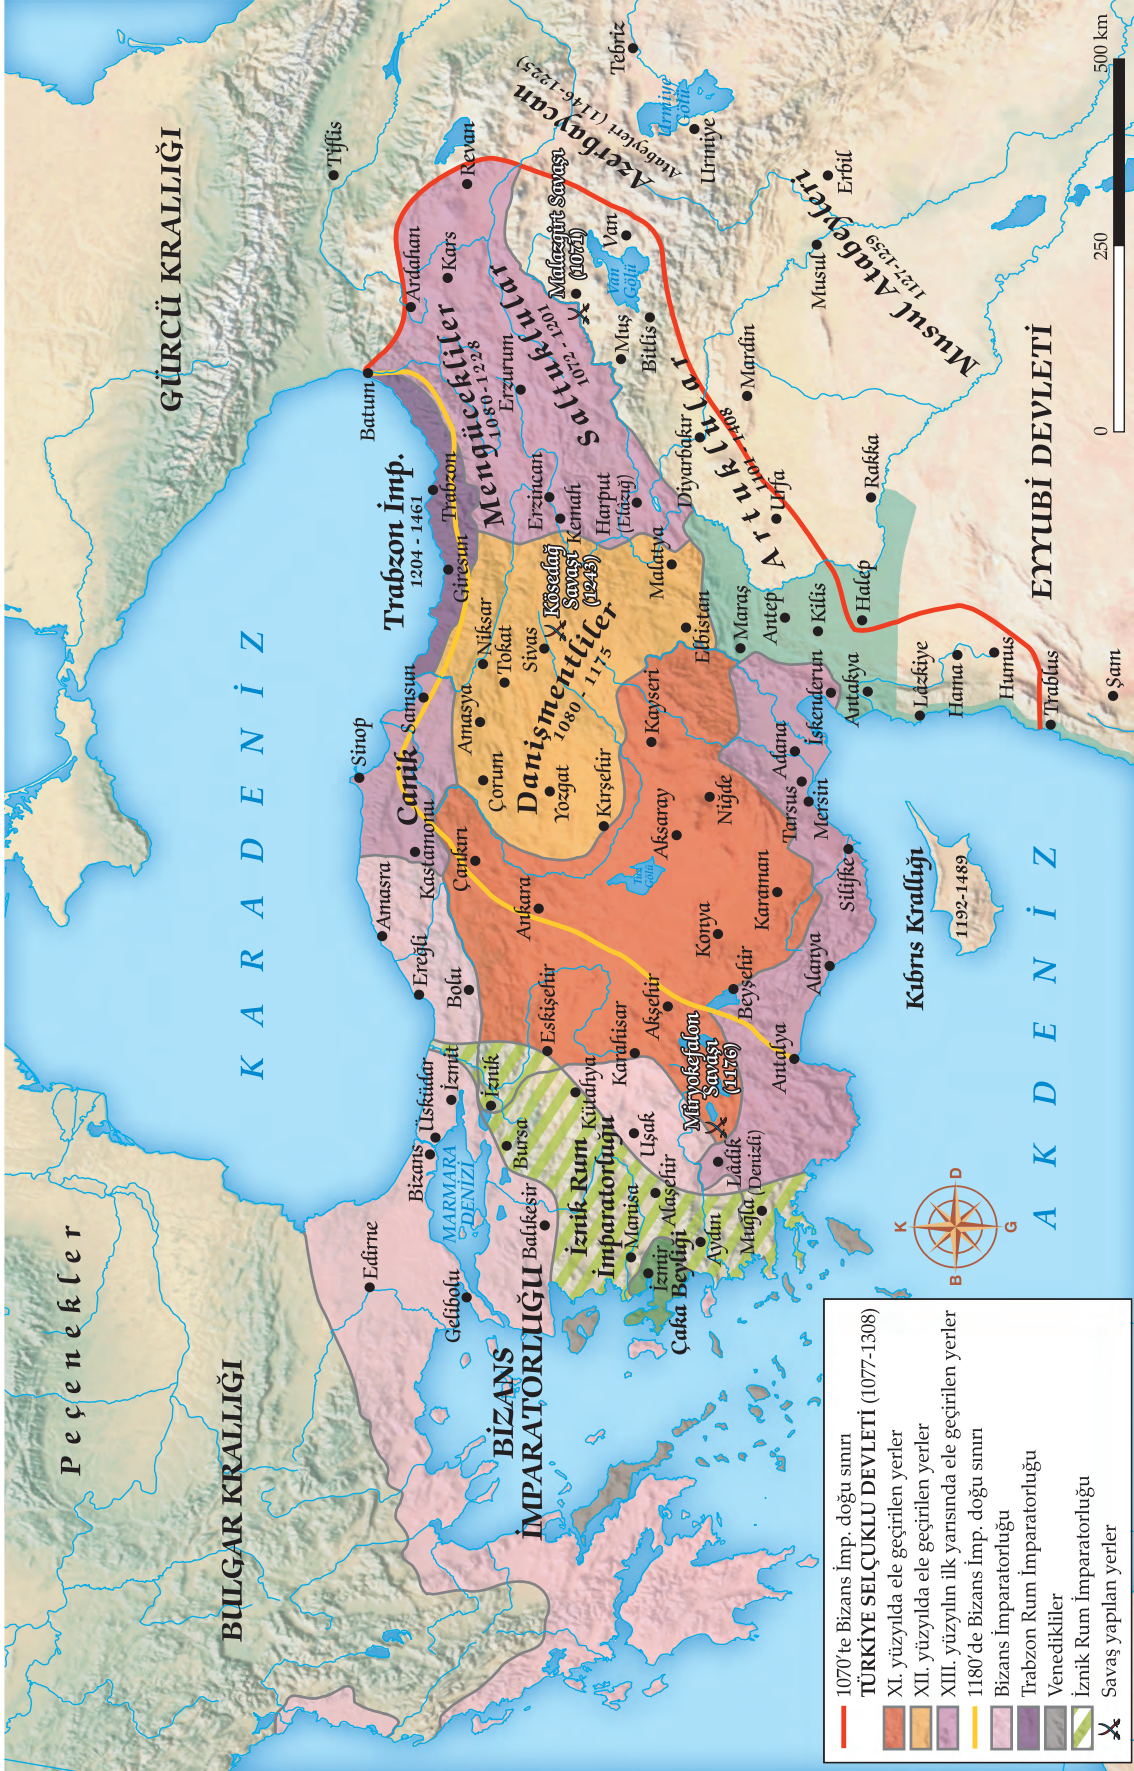 GÜRCÜ KRALLIĞI
Tiflis
Peçenekler
BULGAR KRALLIĞI
KARADENİZ
Batum
Ardahan
Kars
Revan
Trabzon İmp.
1204 - 1461
Trabzon
Giresun
Mengücekliler
1080-1228
Saltuklular
1072 - 1201
Erzurum
Erzincan
Kemah
Harput
(Elâzığ)
Malazgirt Savaşı
(1071)
Azerbaycan
Atabeyleri (1146-1225)
Tebriz
Urmiye
Gölü
Urmiye
Van
Van
Gölü
Muş
Bitlis
Erbil
Musul
Musul Atabeyleri
1127-1259
Mardin
Diyarbakır
Artuklular
1101 - 1408
Urfa
Rakka
EYYUBİ DEVLETİ
Sinop
Samsun
Canik
Kastamonu
Amasya
Niksar
Tokat
Sivas
Kösedağ
Savaşı
(1243)
Danişmentliler
1080 - 1175
Çorum
Yozgat
Kırşehir
Malatya
Elbistan
Maraş
Antep
Kilis
Halep
Kayseri
Niğde
Aksaray
Tuz
Gölü
Adana
Tarsus
Mersin
İskenderun
Antakya
Lâzkiye
Hama
Humus
Trablus
Şam
Amasra
Ereğli
Bolu
Çankırı
Ankara
Eskişehir
Konya
Karaman
Silifke
Alanya
Beyşehir
Akşehir
Karahisar
Antalya
Miryokefalon
Savaşı
(1176)
Kıbrıs Krallığı
1192-1489
AKDENİZ
Üsküdar
Bizans
İzmit
İznik
MARMARA
DENİZİ
Bursa
Kütahya
Uşak
Edirne
Gelibolu
Balıkesir
BİZANS
İMPARATORLUĞU
İznik Rum
İmparatorluğu
Manisa
Alaşehir
İzmir
Çaka Beyliği
Aydın
Muğla
Lâdik
(Denizli)
K
D
G
B
0
250
500 km
1070'te Bizans İmp. doğu sınırı
TÜRKİYE SELÇUKLU DEVLETİ (1077-1308)
XI. yüzyılda ele geçirilen yerler
XII. yüzyılda ele geçirilen yerler
XIII. yüzyılın ilk yarısında ele geçirilen yerler
1180'de Bizans İmp. doğu sınırı
Bizans İmparatorluğu
Trabzon Rum İmparatorluğu
Venedikliler
İznik Rum İmparatorluğu
Savaş yapılan yerler